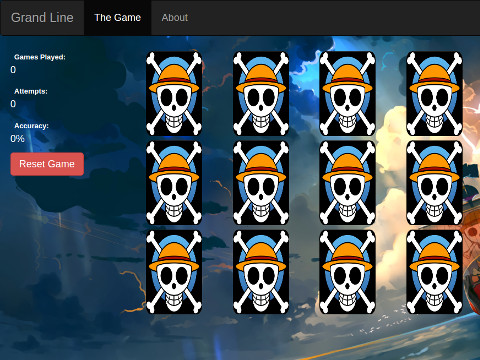 Grand Line The Game About
Games Played:
0
Attempts:
0
Accuracy:
0%
Reset Game